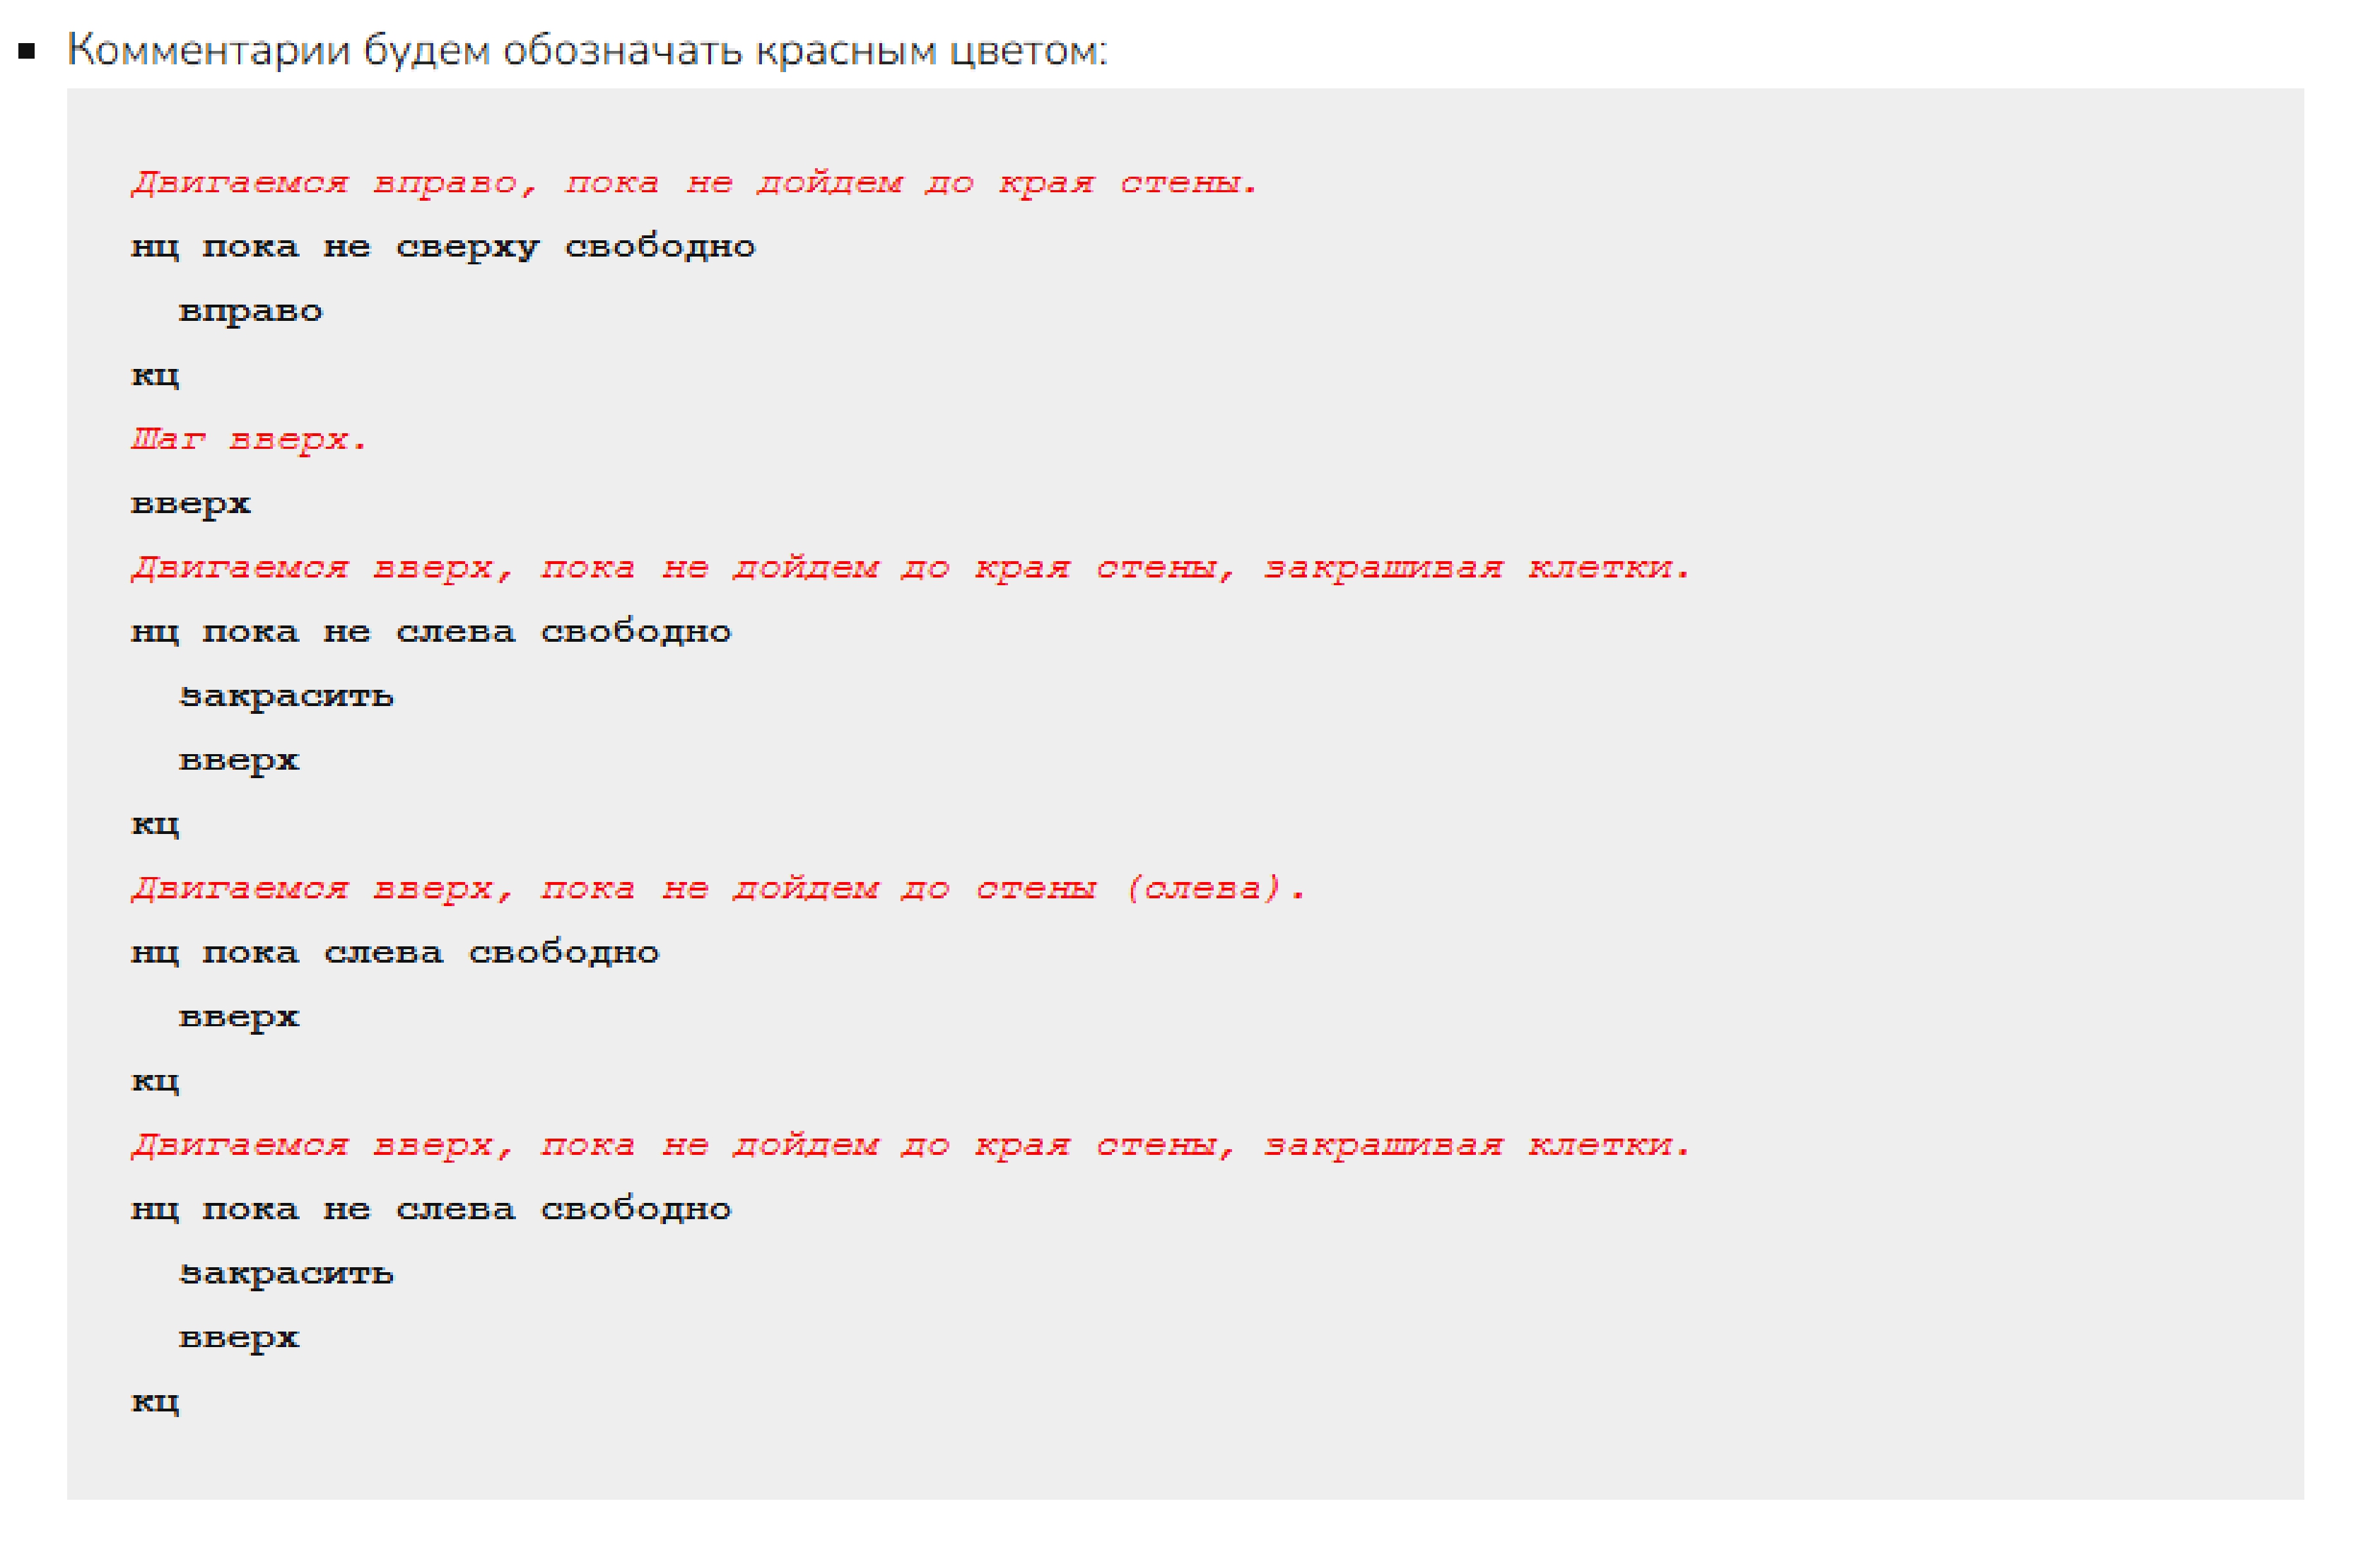 Комментарии будем обозначать красным цветом:
Двигаемся вправо, пока не дойдем до края стены.
нц пока не сверху свободно
вправо
кц
Шаг вверх.
вверх
Двигаемся вверх, пока не дойдем до края стены, закрашивая клетки.
нц пока не слева свободно
закрасить
вверх
кц
Двигаемся вверх, пока не дойдем до стены (слева).
нц пока слева свободно
вверх
кц
Двигаемся вверх, пока не дойдем до края стены, закрашивая клетки.
нц пока не слева свободно
закрасить
вверх
кц